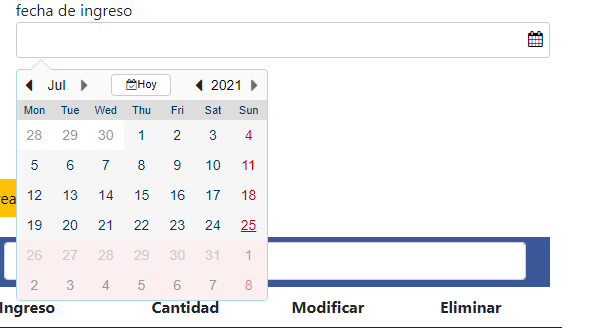 fecha de ingreso
Jul Hoy 2021
Mon Tue Wed Thu Fri Sat Sun
28 29 30 1 2 3 4
5 6 7 8 9 10 11
12 13 14 15 16 17 18
rea
19 20 21 22 23 24 25
26 27 28 29 30 31 1
2 3 4 5 6 7 8
Ingreso Cantidad Modificar Eliminar